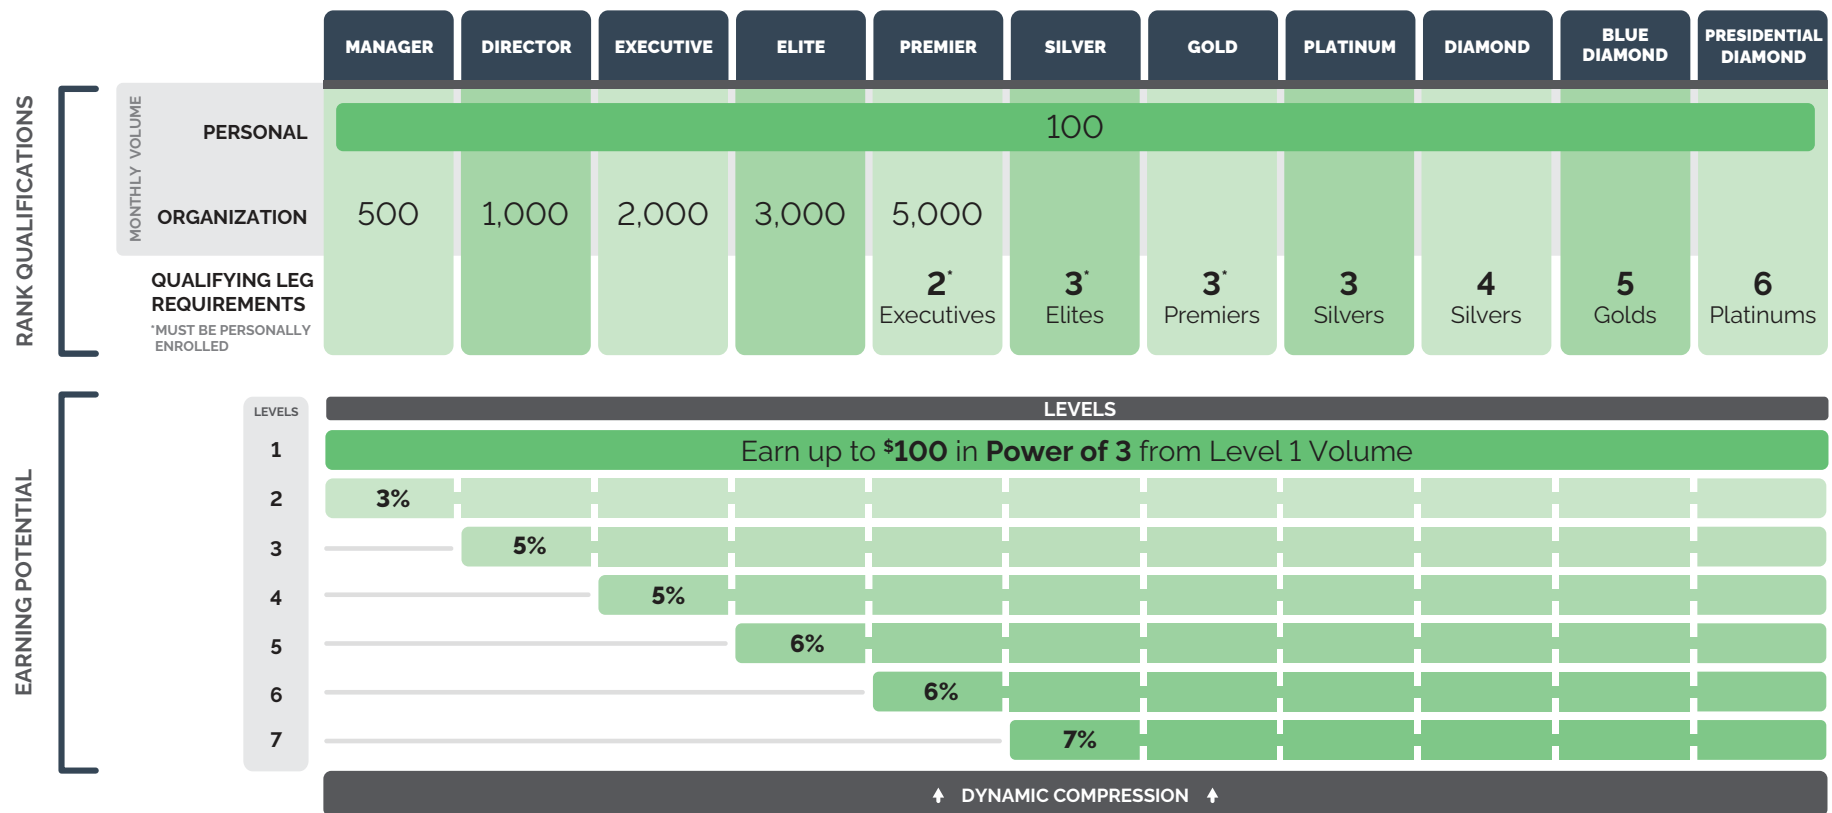 MANAGER
DIRECTOR
EXECUTIVE
ELITE
PREMIER
SILVER
GOLD
PLATINUM
DIAMOND
BLUE
DIAMOND
PRESIDENTIAL
DIAMOND
RANK QUALIFICATIONS
MONTHLY VOLUME
PERSONAL
100
ORGANIZATION
500
1,000
2,000
3,000
5,000
QUALIFYING LEG
REQUIREMENTS
*MUST BE PERSONALLY
ENROLLED
2*
Executives
3*
Elites
3*
Premiers
3
Silvers
4
Silvers
5
Golds
6
Platinums
EARNING POTENTIAL
LEVELS
LEVELS
1
Earn up to $100 in Power of 3 from Level 1 Volume
2
3%
3
5%
4
5%
5
6%
6
6%
7
7%
DYNAMIC COMPRESSION